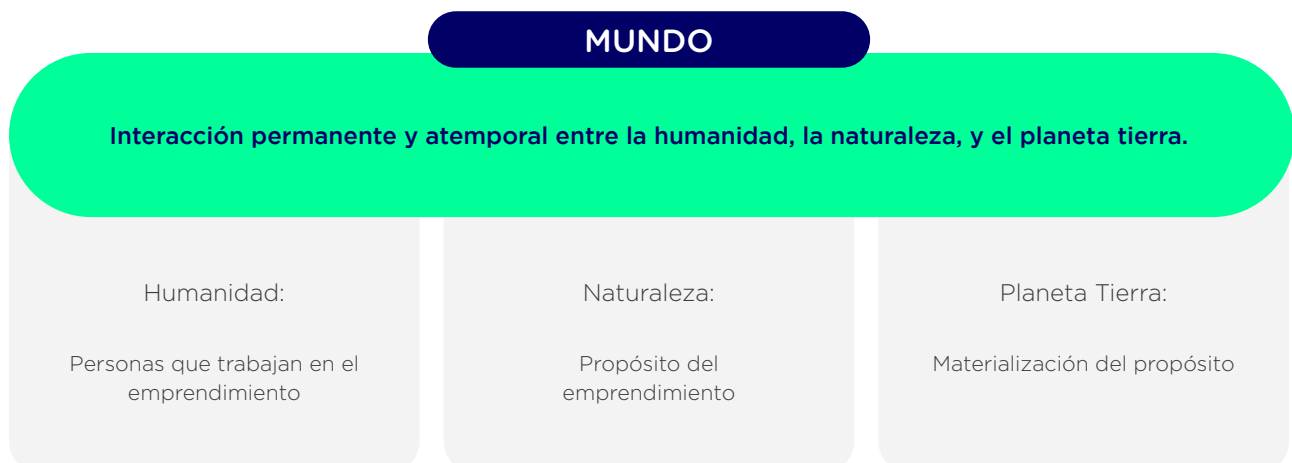 MUNDO
Interacción permanente y atemporal entre la humanidad, la naturaleza, y el planeta tierra.
Humanidad:
Personas que trabajan en el
emprendimiento
Naturaleza:
Propósito del
emprendimiento
Planeta Tierra:
Materialización del propósito